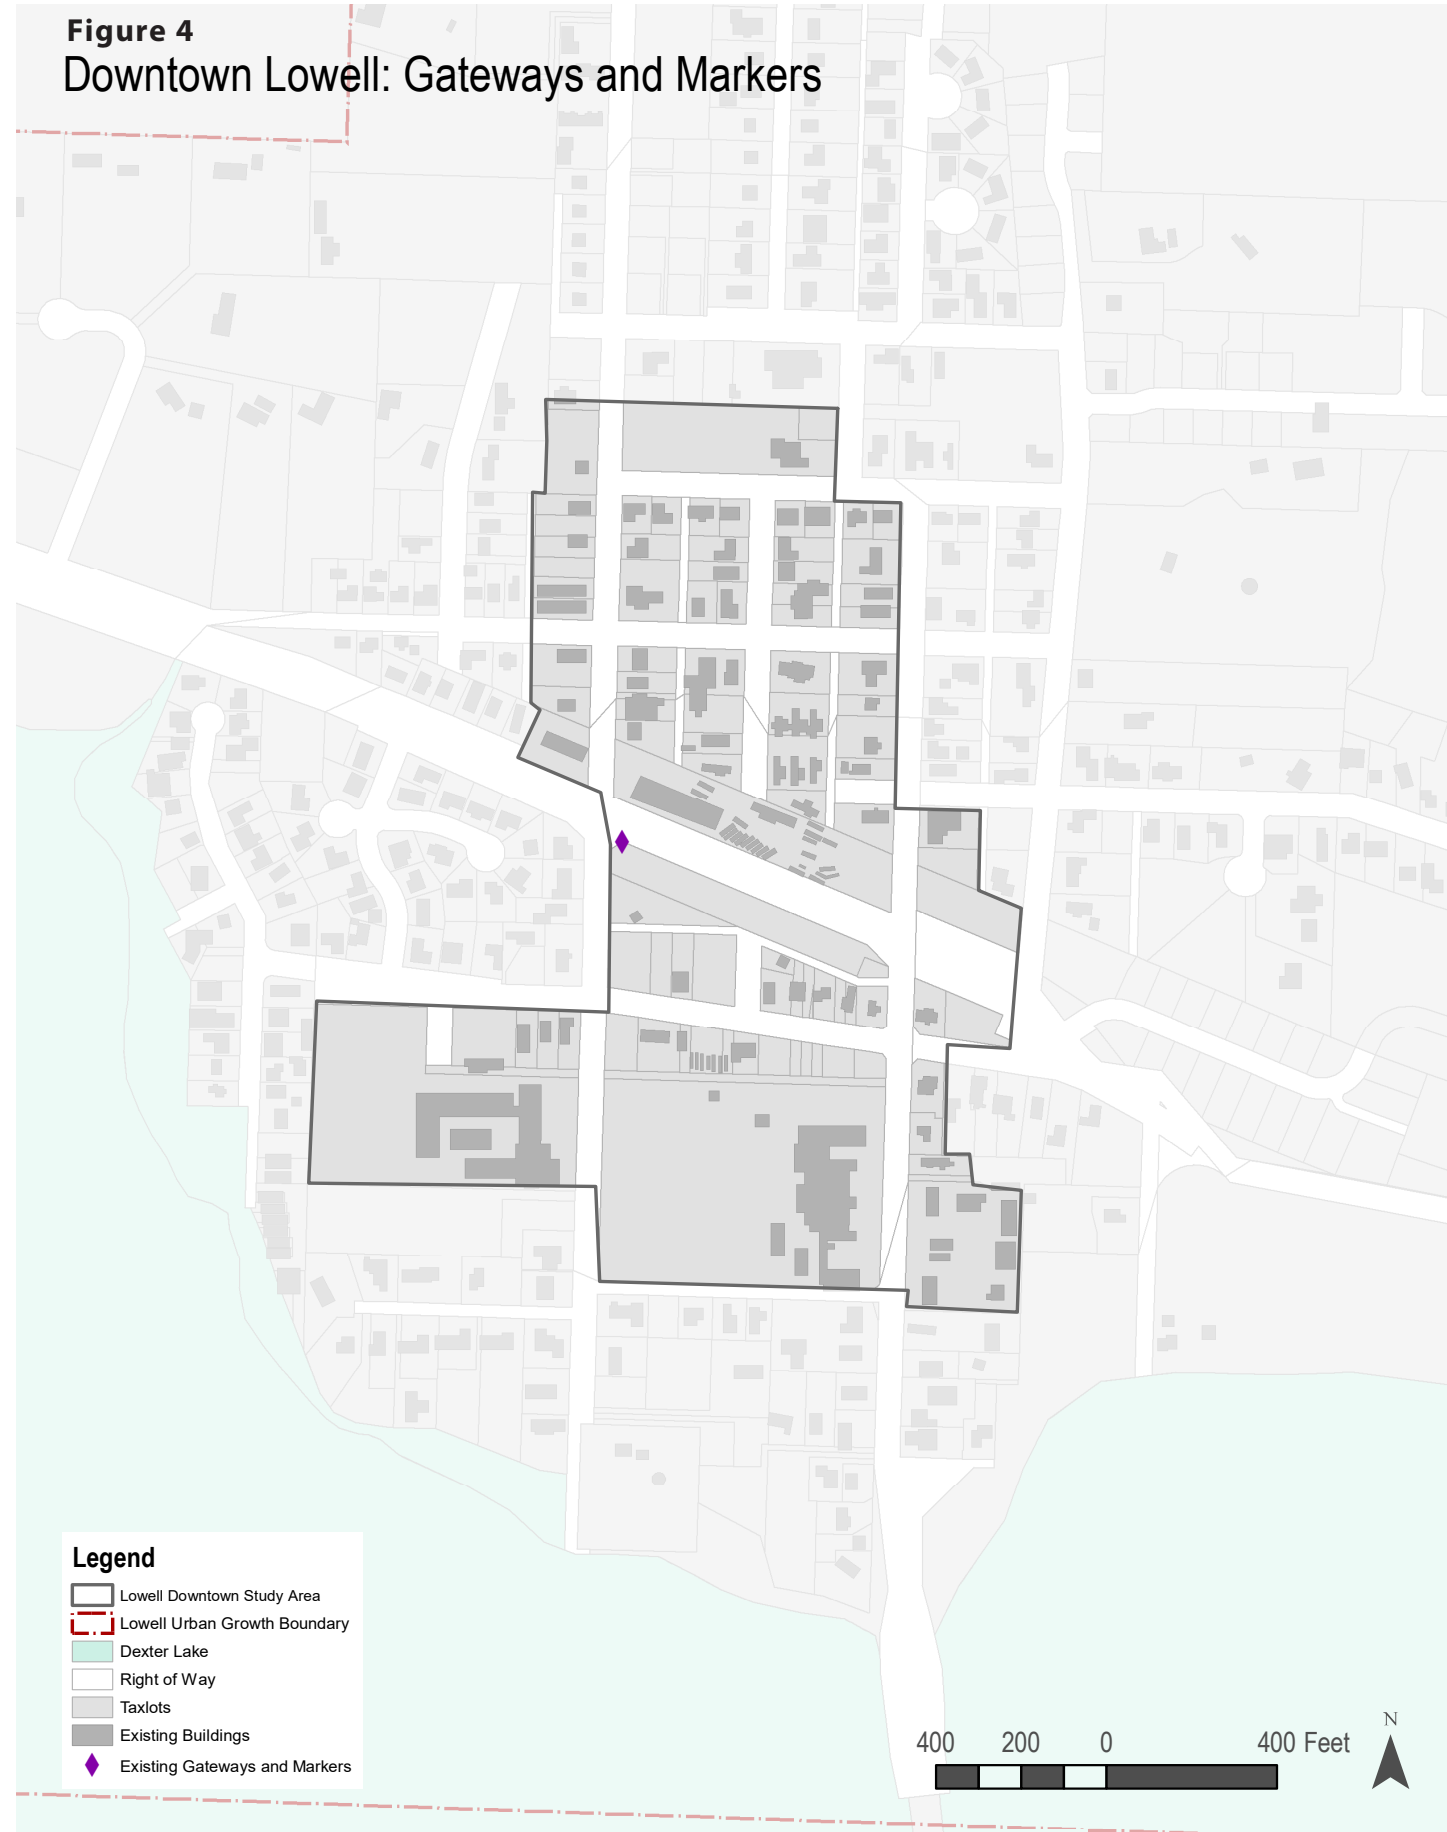 Figure 4
Downtown Lowell: Gateways and Markers
Legend
Lowell Downtown Study Area
Lowell Urban Growth Boundary
Dexter Lake
Right of Way
Taxlots
Existing Buildings
Existing Gateways and Markers
400 200 0 400 Feet
N